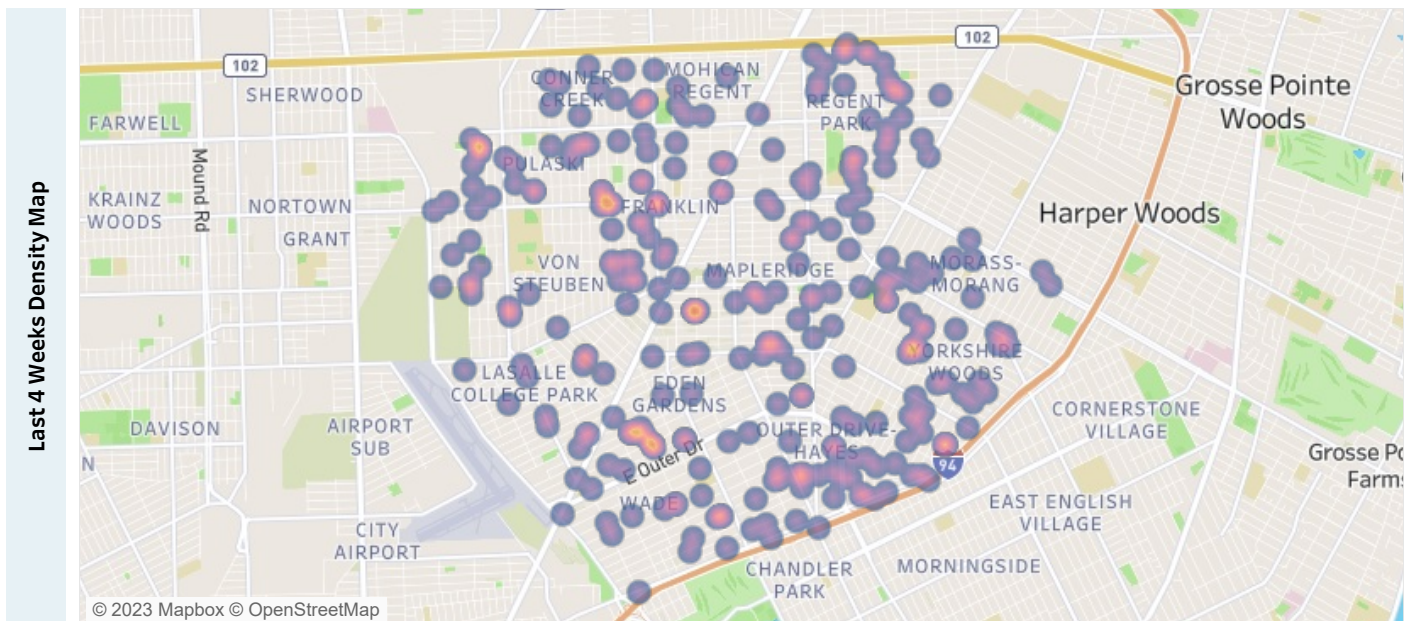 Last 4 Weeks Density Map
102
102
CONNER
CREEK
MOHICAN
REGENT
SHERWOOD
REGENT
PARK
Grosse Pointe
Woods
FARWELL
Mound Rd
PULASKI
KRAINZ
WOODS
NORTOWN
FRANKLIN
Harper Woods
GRANT
VON
STEUBEN
MAPLERIDGE
MORASS-
MORANG
YORKSHIRE
WOODS
LASALLE
COLLEGE PARK
EDEN
GARDENS
CORNERSTONE
VILLAGE
DAVISON
AIRPORT
SUB
OUTER DRIVE-
HAYES
E Outer Dr
N
94
Grosse Po
Farms
WADE
EAST ENGLISH
VILLAGE
CITY
AIRPORT
CHANDLER
PARK
MORNINGSIDE
© 2023 Mapbox © OpenStreetMap